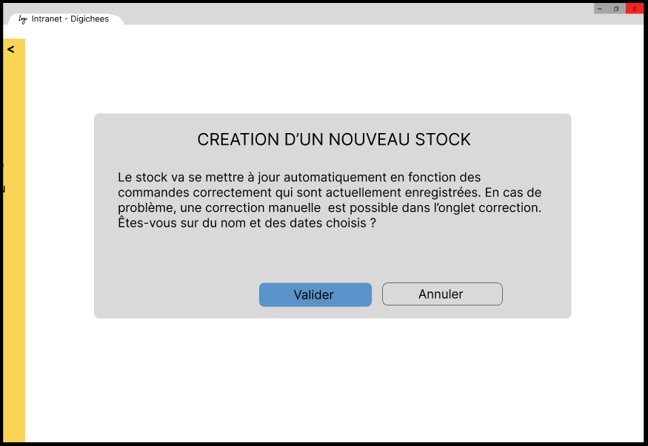 Intranet - Digichees
X
<
CREATION D'UN NOUVEAU STOCK
Le stock va se mettre à jour automatiquement en fonction des
commandes correctement qui sont actuellement enregistrées. En cas de
problème, une correction manuelle  est possible dans l'onglet correction.
Êtes-vous sur du nom et des dates choisis ?
Valider
Annuler